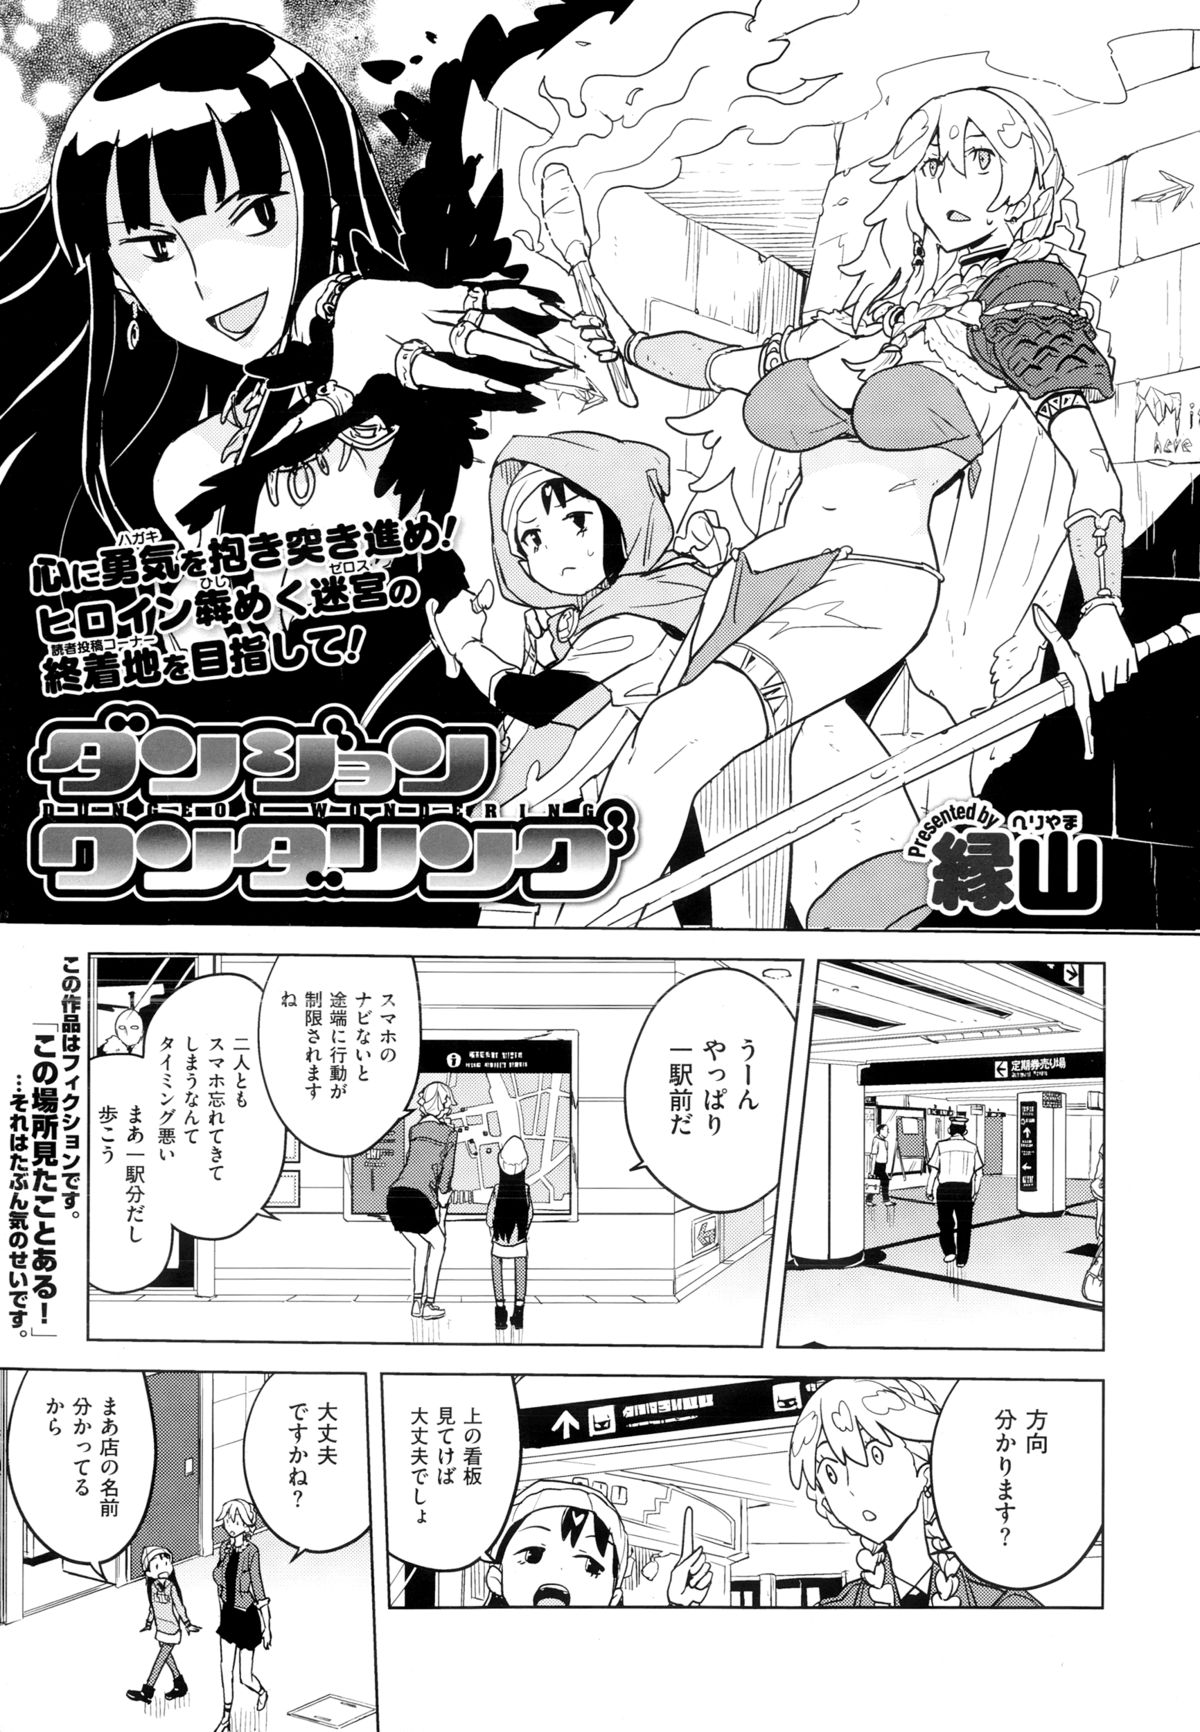 ハガキ
心に勇気を抱き突き進め!
ひし
ゼロス
ヒロイン犇めく迷宮の
読者投稿コーナー
終着地を目指して!
ダンジョン
DUNGEON WONDERING
ワンダリング
Presented by
へりやま
縁山
here
定期券売り場
うーん
やっぱり
一駅前だ
スマホの
ナビないと
途端に行動が
制限されます
ね
二人とも
スマホ忘れてきて
しまうなんて
タイミング悪い
まあ一駅分だし
歩こう
この作品はフィクションです。
「この場所見たことある!」
…それはたぶん気のせいです。
方向
分かります?
上の看板
見てけば
大丈夫でしょ
大丈夫
ですかね?
まあ店の名前
分かってる
から